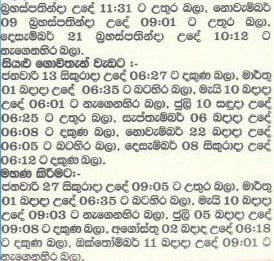 බ්‍රහස්පතින්දා උදේ 11:31 ට උතුර බලා, නොවැම්බර්
09 බ්‍රහස්පතින්දා උදේ 09:01 ට උතුර බලා,
දෙසැම්බර් 21 බ්‍රහස්පතින්දා උදේ 10:12 ට
නැගෙනහිර බලා.
සියළු ගොවිතැන් වැඩට :-
ජනවාරි 13 සිකුරාදා උදේ 06:27 ට දකුණ බලා, මාර්තු
01 බදාදා උදේ 06:35 ට බටහිර බලා, මැයි 10 බදාදා
උදේ 06:01 ට නැගෙනහිර බලා, ජුලි 10 සඳුදා උදේ
06:25 ට උතුර බලා, සැප්තැම්බර් 06 බදාදා උදේ
06:08 ට දකුණ බලා, නොවැම්බර් 22 බදාදා උදේ
06:05 ට බටහිර බලා, දෙසැම්බර් 08 සිකුරාදා උදේ
06:12 ට දකුණ බලා.
මහණ කිරීමට:-
ජනවාරි 27 සිකුරාදා උදේ 09:05 ට උතුර බලා, මාර්තු
01 බදාදා උදේ 06:35 ට බටහිර බලා, මැයි 10 බදාදා
උදේ 09:03 ට නැගෙනහිර බලා, ජුලි 05 බදාදා උදේ
09:08 ට දකුණ බලා, අගෝස්තු 02 බදාද උදේ 06:18
ට දකුණ බලා, ඔක්තෝම්බර් 11 බදාදා උදේ 09:01 ට
නැගෙනහිර බලා.